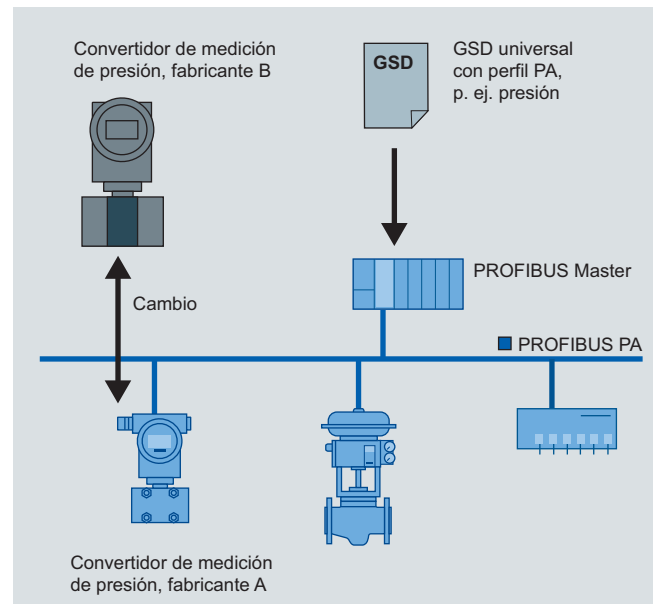 Convertidor de medición
de presión, fabricante B
GSD
GSD universal
con perfil PA,
p. ej. presión
PROFIBUS Master
Cambio
PROFIBUS PA
Convertidor de medición
de presión, fabricante A